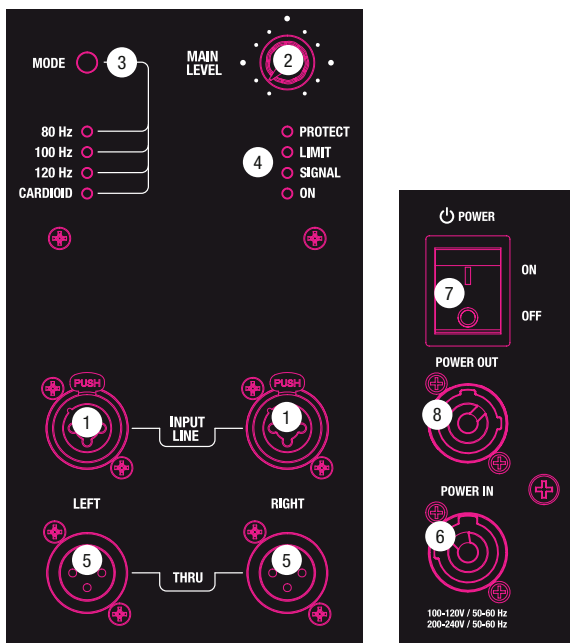 MODE
3
MAIN
LEVEL
2
80 Hz
100 Hz
120 Hz
CARDIOID
4
PROTECT
LIMIT
SIGNAL
ON
PUSH
PUSH
1
INPUT
LINE
1
LEFT
RIGHT
5
THRU
5
POWER
ON
7
OFF
POWER OUT
8
POWER IN
6
100-120V / 50-60 Hz
200-240V / 50-60 Hz